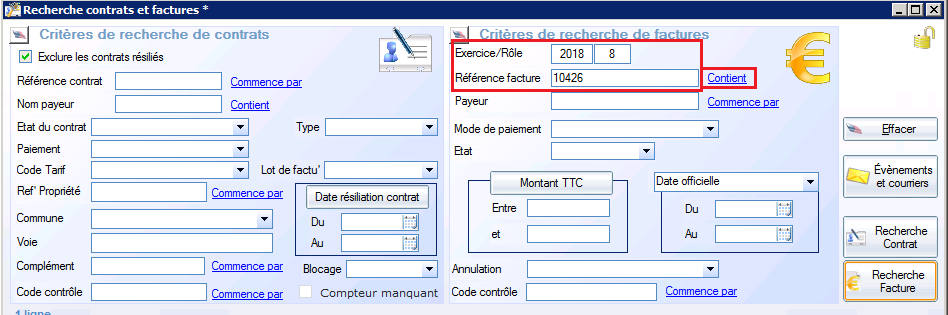 Recherche contrats et factures *
Critères de recherche de contrats
Exclure les contrats résiliés
Référence contrat Commence par
Nom payeur Contient
Etat du contrat Type
Paiement
Code Tarif Lot de factu'
Ref' Propriété Commence par
Date résiliation contrat
Commune Du
Voie Au
Complément Commence par Blocage
Code contrôle Commence par Compteur manquant
1 ligne
Critères de recherche de factures
Exercice/Rôle 2018 8
Référence facture 10426 Contient
Payeur Commence par
Mode de paiement
Etat
Montant TTC Date officielle
Entre Du
et Au
Annulation
Code contrôle Commence par
Effacer
Évènements
et courriers
Recherche
Contrat
Recherche
Facture